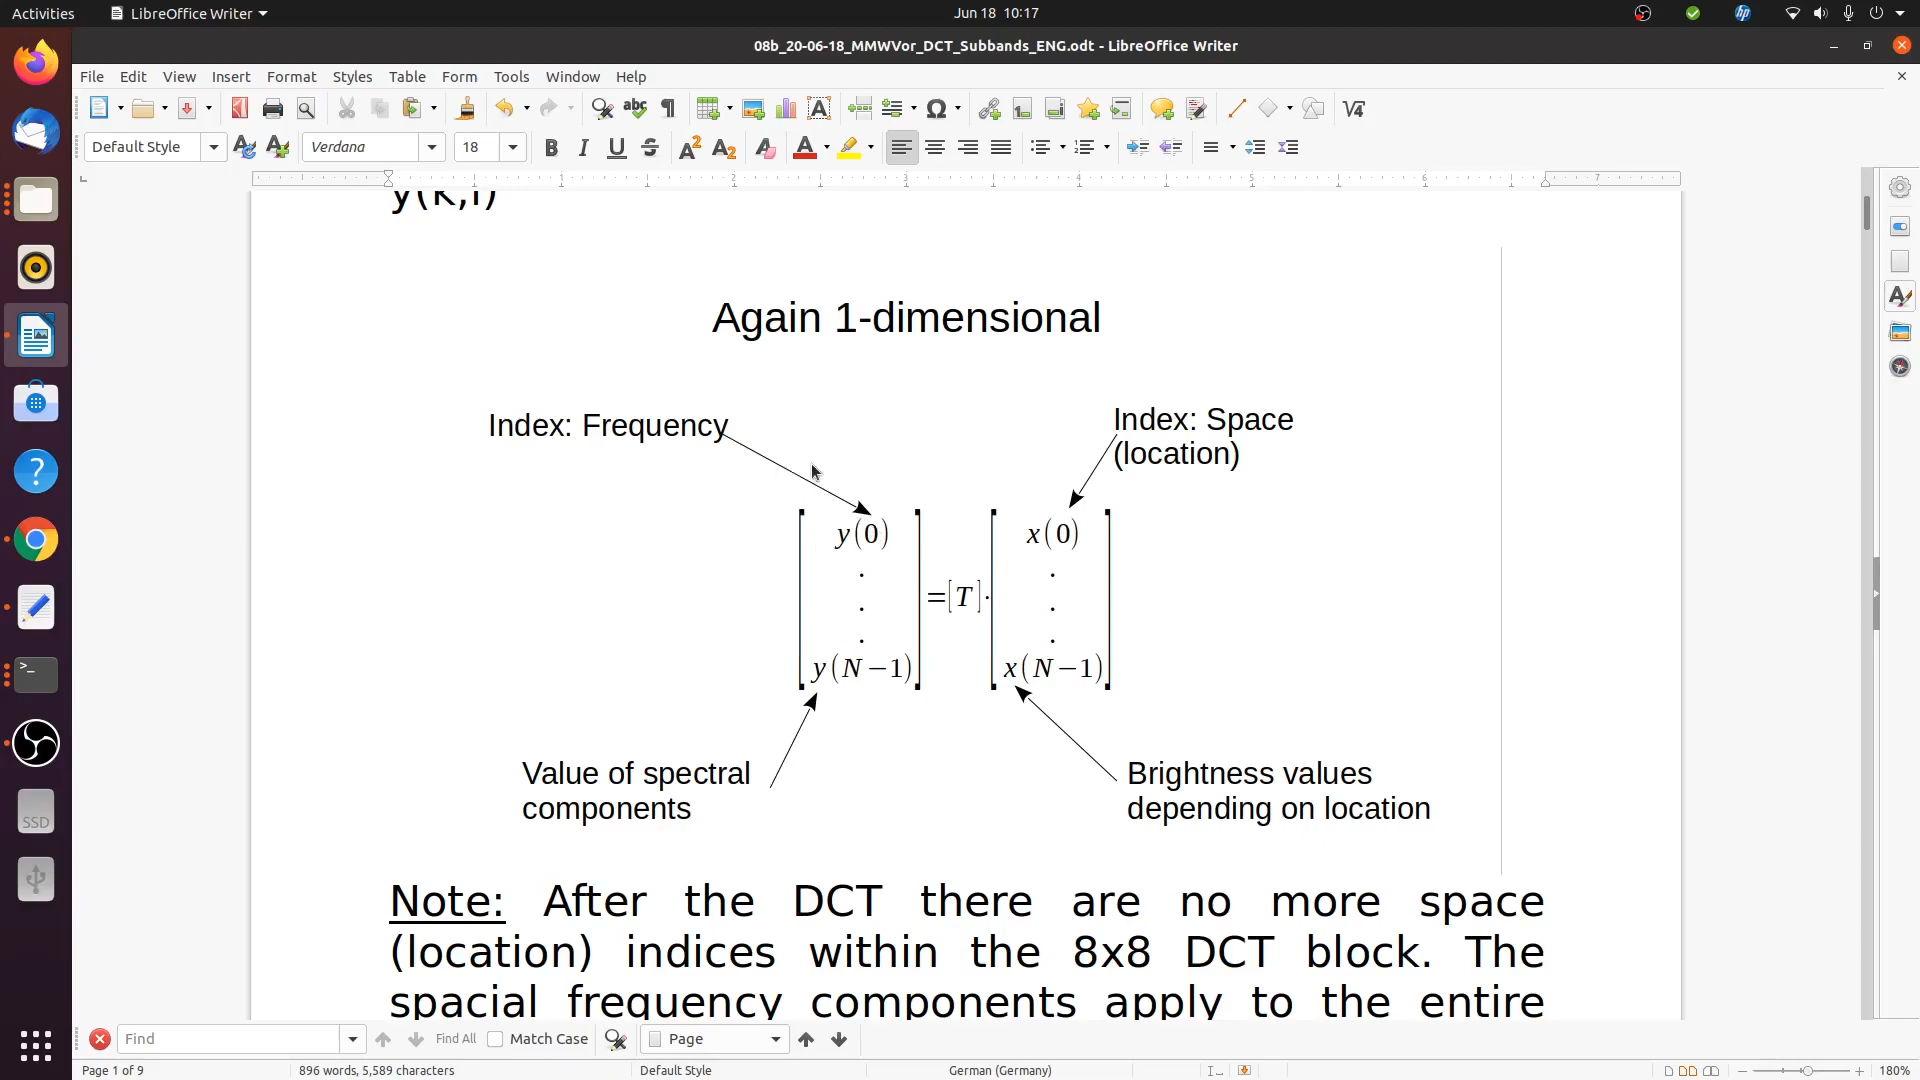 Activities LibreOffice Writer Jun 18 10:17
08b_20-06-18_MMWVor_DCT_Subbands_ENG.odt - LibreOffice Writer
File Edit View Insert Format Styles Table Form Tools Window Help
Default Style Verdana 18
y(k,l)
Again 1-dimensional
Index: Frequency
Index: Space
(location)
y(0)
x(0)
=[T]·
y(N−1)
x(N−1)
Value of spectral
components
Brightness values
depending on location
Note: After the DCT there are no more space
(location) indices within the 8x8 DCT block. The
spacial frequency components apply to the entire
Find Find All Match Case Page
Page 1 of 9 896 words, 5,589 characters Default Style German (Germany) 180%